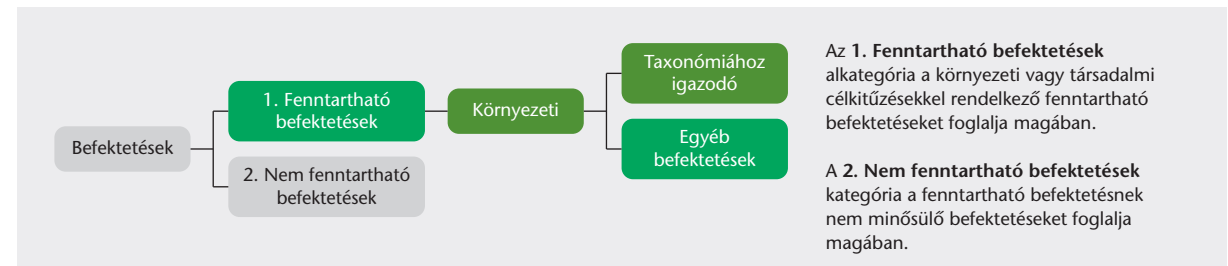 Befektetések
1. Fenntartható
befektetések
2. Nem fenntartható
befektetések
Környezeti
Taxonómiához
igazodó
Egyéb
befektetések
Az 1. Fenntartható befektetések
alkategória a környezeti vagy társadalmi
célkitűzésekkel rendelkező fenntartható
befektetéseket foglalja magában.
A 2. Nem fenntartható befektetések
kategória a fenntartható befektetésnek
nem minősülő befektetéseket foglalja
magában.